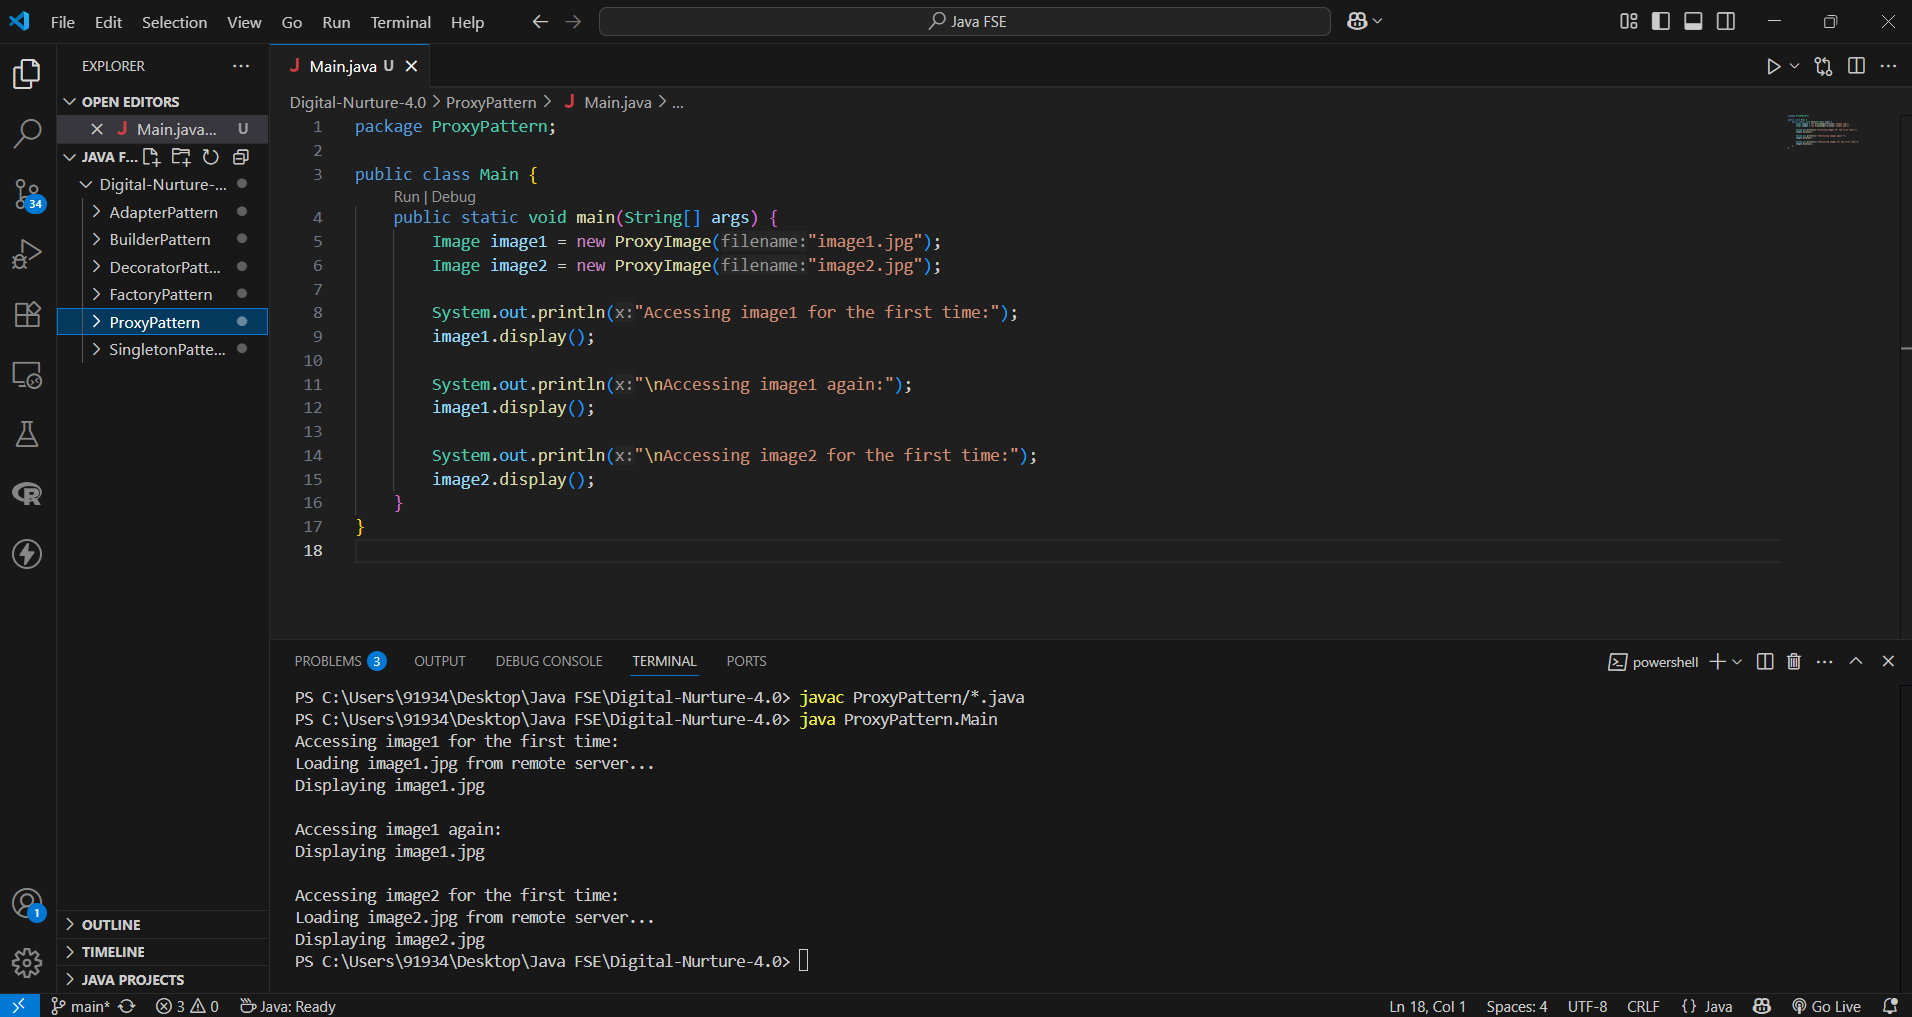 File Edit Selection View Go Run Terminal Help
Java FSE
EXPLORER
OPEN EDITORS
J Main.java... U
JAVA F...
Digital-Nurture-...
AdapterPattern
BuilderPattern
DecoratorPatt...
FactoryPattern
ProxyPattern
SingletonPatte...
34
1
OUTLINE
TIMELINE
JAVA PROJECTS
J Main.java U
Digital-Nurture-4.0 > ProxyPattern > J Main.java > ...
1 package ProxyPattern;
2
3 public class Main {
Run | Debug
4 public static void main(String[] args) {
5 Image image1 = new ProxyImage(filename:"image1.jpg");
6 Image image2 = new ProxyImage(filename:"image2.jpg");
7
8 System.out.println(x:"Accessing image1 for the first time:");
9 image1.display();
10
11 System.out.println(x:"\nAccessing image1 again:");
12 image1.display();
13
14 System.out.println(x:"\nAccessing image2 for the first time:");
15 image2.display();
16 }
17 }
18
PROBLEMS 3 OUTPUT DEBUG CONSOLE TERMINAL PORTS
powershell
PS C:\Users\91934\Desktop\Java FSE\Digital-Nurture-4.0> javac ProxyPattern/*.java
PS C:\Users\91934\Desktop\Java FSE\Digital-Nurture-4.0> java ProxyPattern.Main
Accessing image1 for the first time:
Loading image1.jpg from remote server...
Displaying image1.jpg
Accessing image1 again:
Displaying image1.jpg
Accessing image2 for the first time:
Loading image2.jpg from remote server...
Displaying image2.jpg
PS C:\Users\91934\Desktop\Java FSE\Digital-Nurture-4.0>
main* 3 0 Java: Ready
Ln 18, Col 1 Spaces: 4 UTF-8 CRLF {} Java Go Live